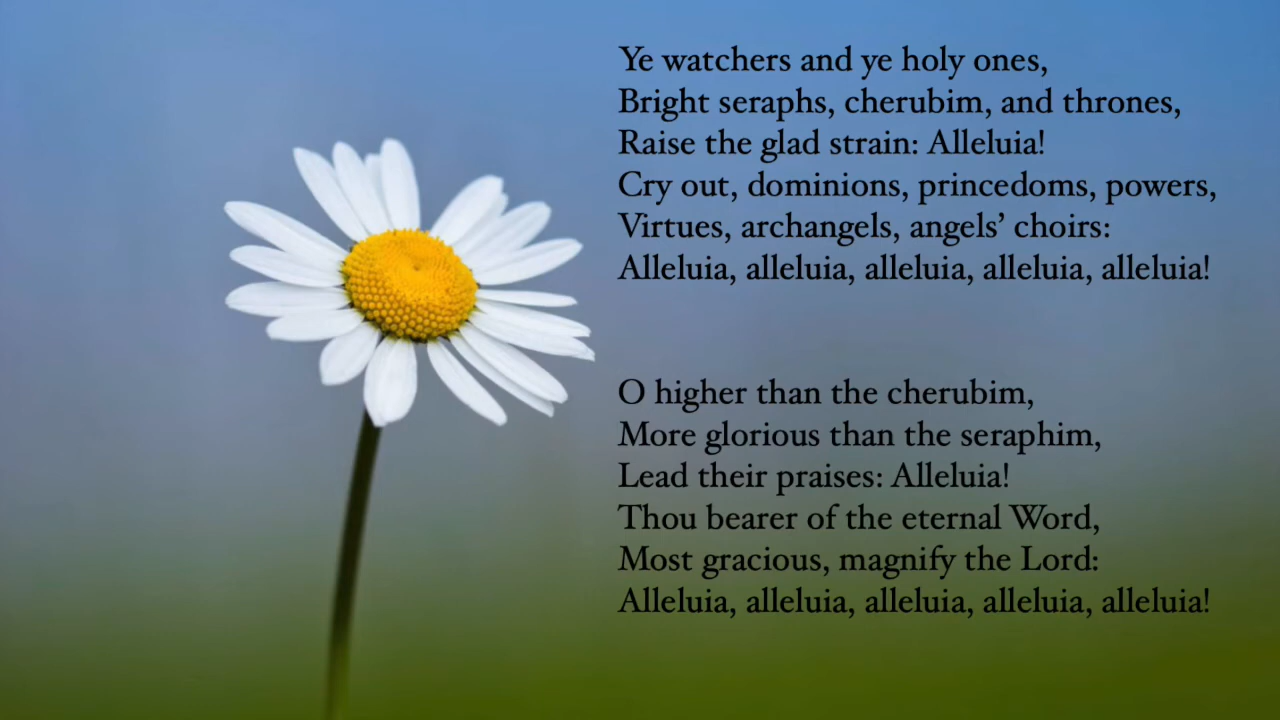 Ye watchers and ye holy ones,
Bright seraphs, cherubim, and thrones,
Raise the glad strain: Alleluia!
Cry out, dominions, princedoms, powers,
Virtues, archangels, angels’ choirs:
Alleluia, alleluia, alleluia, alleluia, alleluia!
O higher than the cherubim,
More glorious than the seraphim,
Lead their praises: Alleluia!
Thou bearer of the eternal Word,
Most gracious, magnify the Lord:
Alleluia, alleluia, alleluia, alleluia, alleluia!